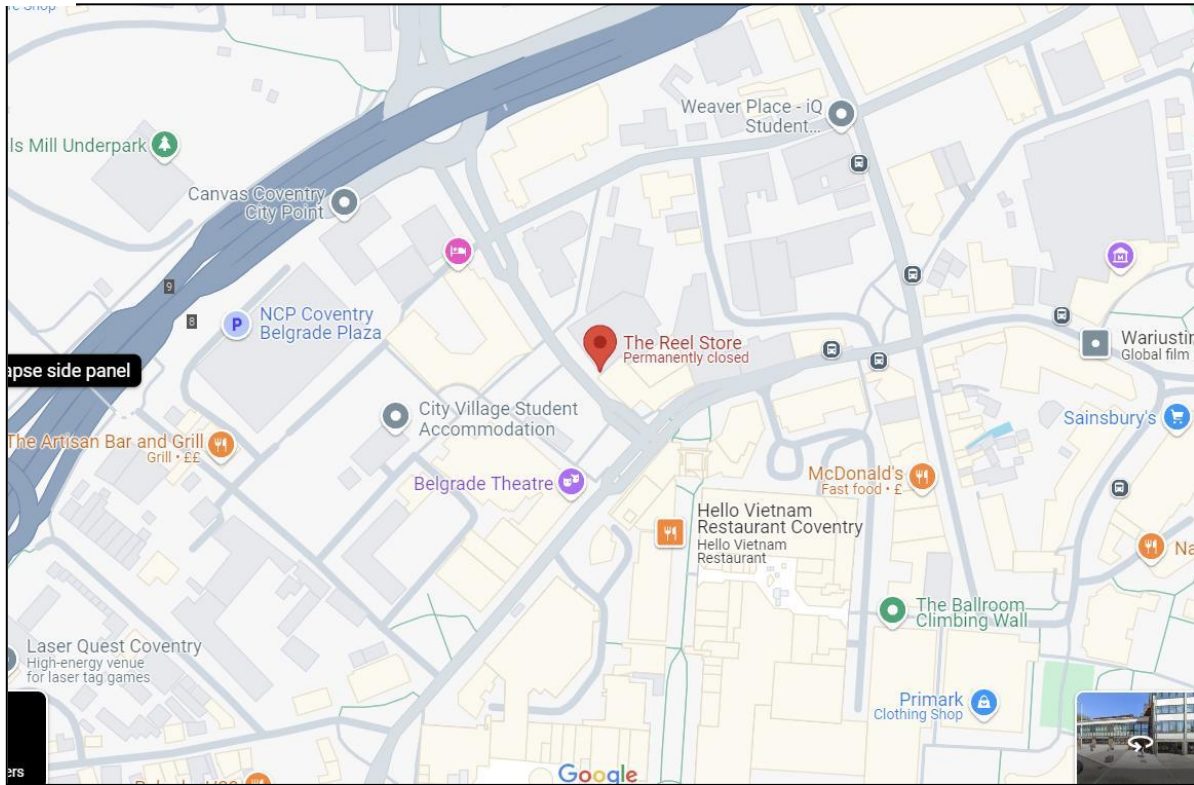 Shop
Weaver Place - iQ
Student...
ls Mill Underpark
Canvas Coventry
City Point
9
8
P
NCP Coventry
Belgrade Plaza
M
The Reel Store
Permanently closed
Wariustin
Global film
apse side panel
City Village Student
Accommodation
Sainsbury's
The Artisan Bar and Grill
Grill • ££
McDonald's
Fast food • £
Belgrade Theatre
Hello Vietnam
Restaurant Coventry
Hello Vietnam
Restaurant
Na
The Ballroom
Climbing Wall
Laser Quest Coventry
High-energy venue
for laser tag games
Primark
Clothing Shop
ers
Google